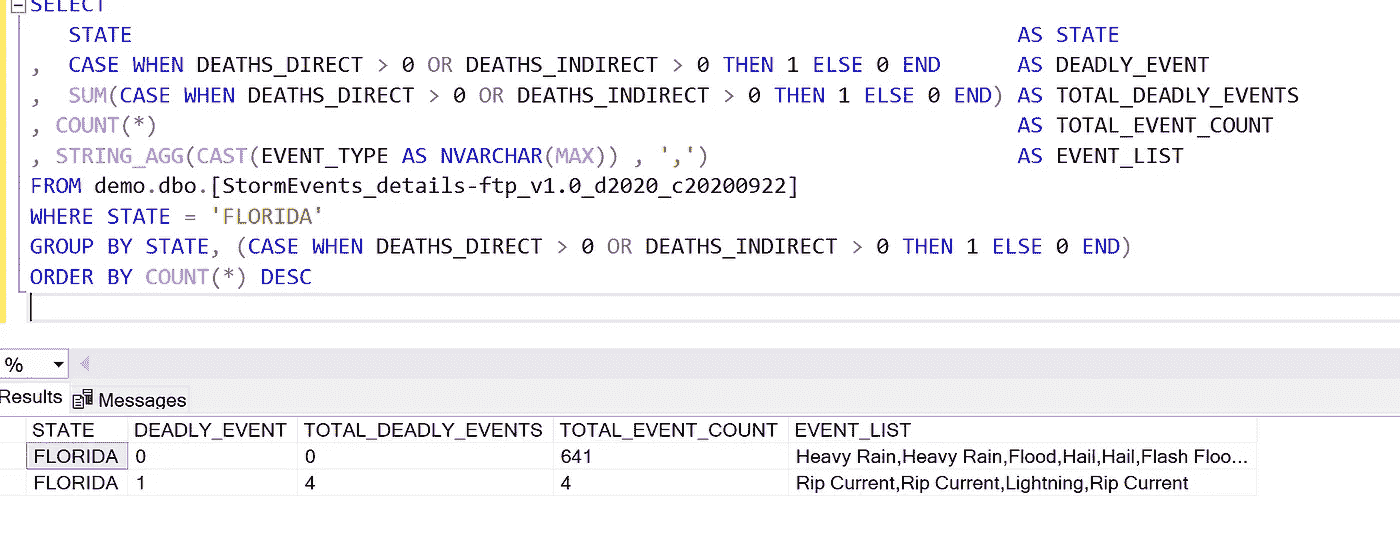 SELECT
STATE AS STATE
, CASE WHEN DEATHS_DIRECT > 0 OR DEATHS_INDIRECT > 0 THEN 1 ELSE 0 END AS DEADLY_EVENT
, SUM(CASE WHEN DEATHS_DIRECT > 0 OR DEATHS_INDIRECT > 0 THEN 1 ELSE 0 END) AS TOTAL_DEADLY_EVENTS
, COUNT(*) AS TOTAL_EVENT_COUNT
, STRING_AGG(CAST(EVENT_TYPE AS NVARCHAR(MAX)) , ',') AS EVENT_LIST
FROM demo.dbo.[StormEvents_details-ftp_v1.0_d2020_c20200922]
WHERE STATE = 'FLORIDA'
GROUP BY STATE, (CASE WHEN DEATHS_DIRECT > 0 OR DEATHS_INDIRECT > 0 THEN 1 ELSE 0 END)
ORDER BY COUNT(*) DESC
%
Results Messages
STATE DEADLY_EVENT TOTAL_DEADLY_EVENTS TOTAL_EVENT_COUNT EVENT_LIST
FLORIDA 0 0 641 Heavy Rain,Heavy Rain,Flood,Hail,Hail,Flash Floo...
FLORIDA 1 4 4 Rip Current,Rip Current,Lightning,Rip Current